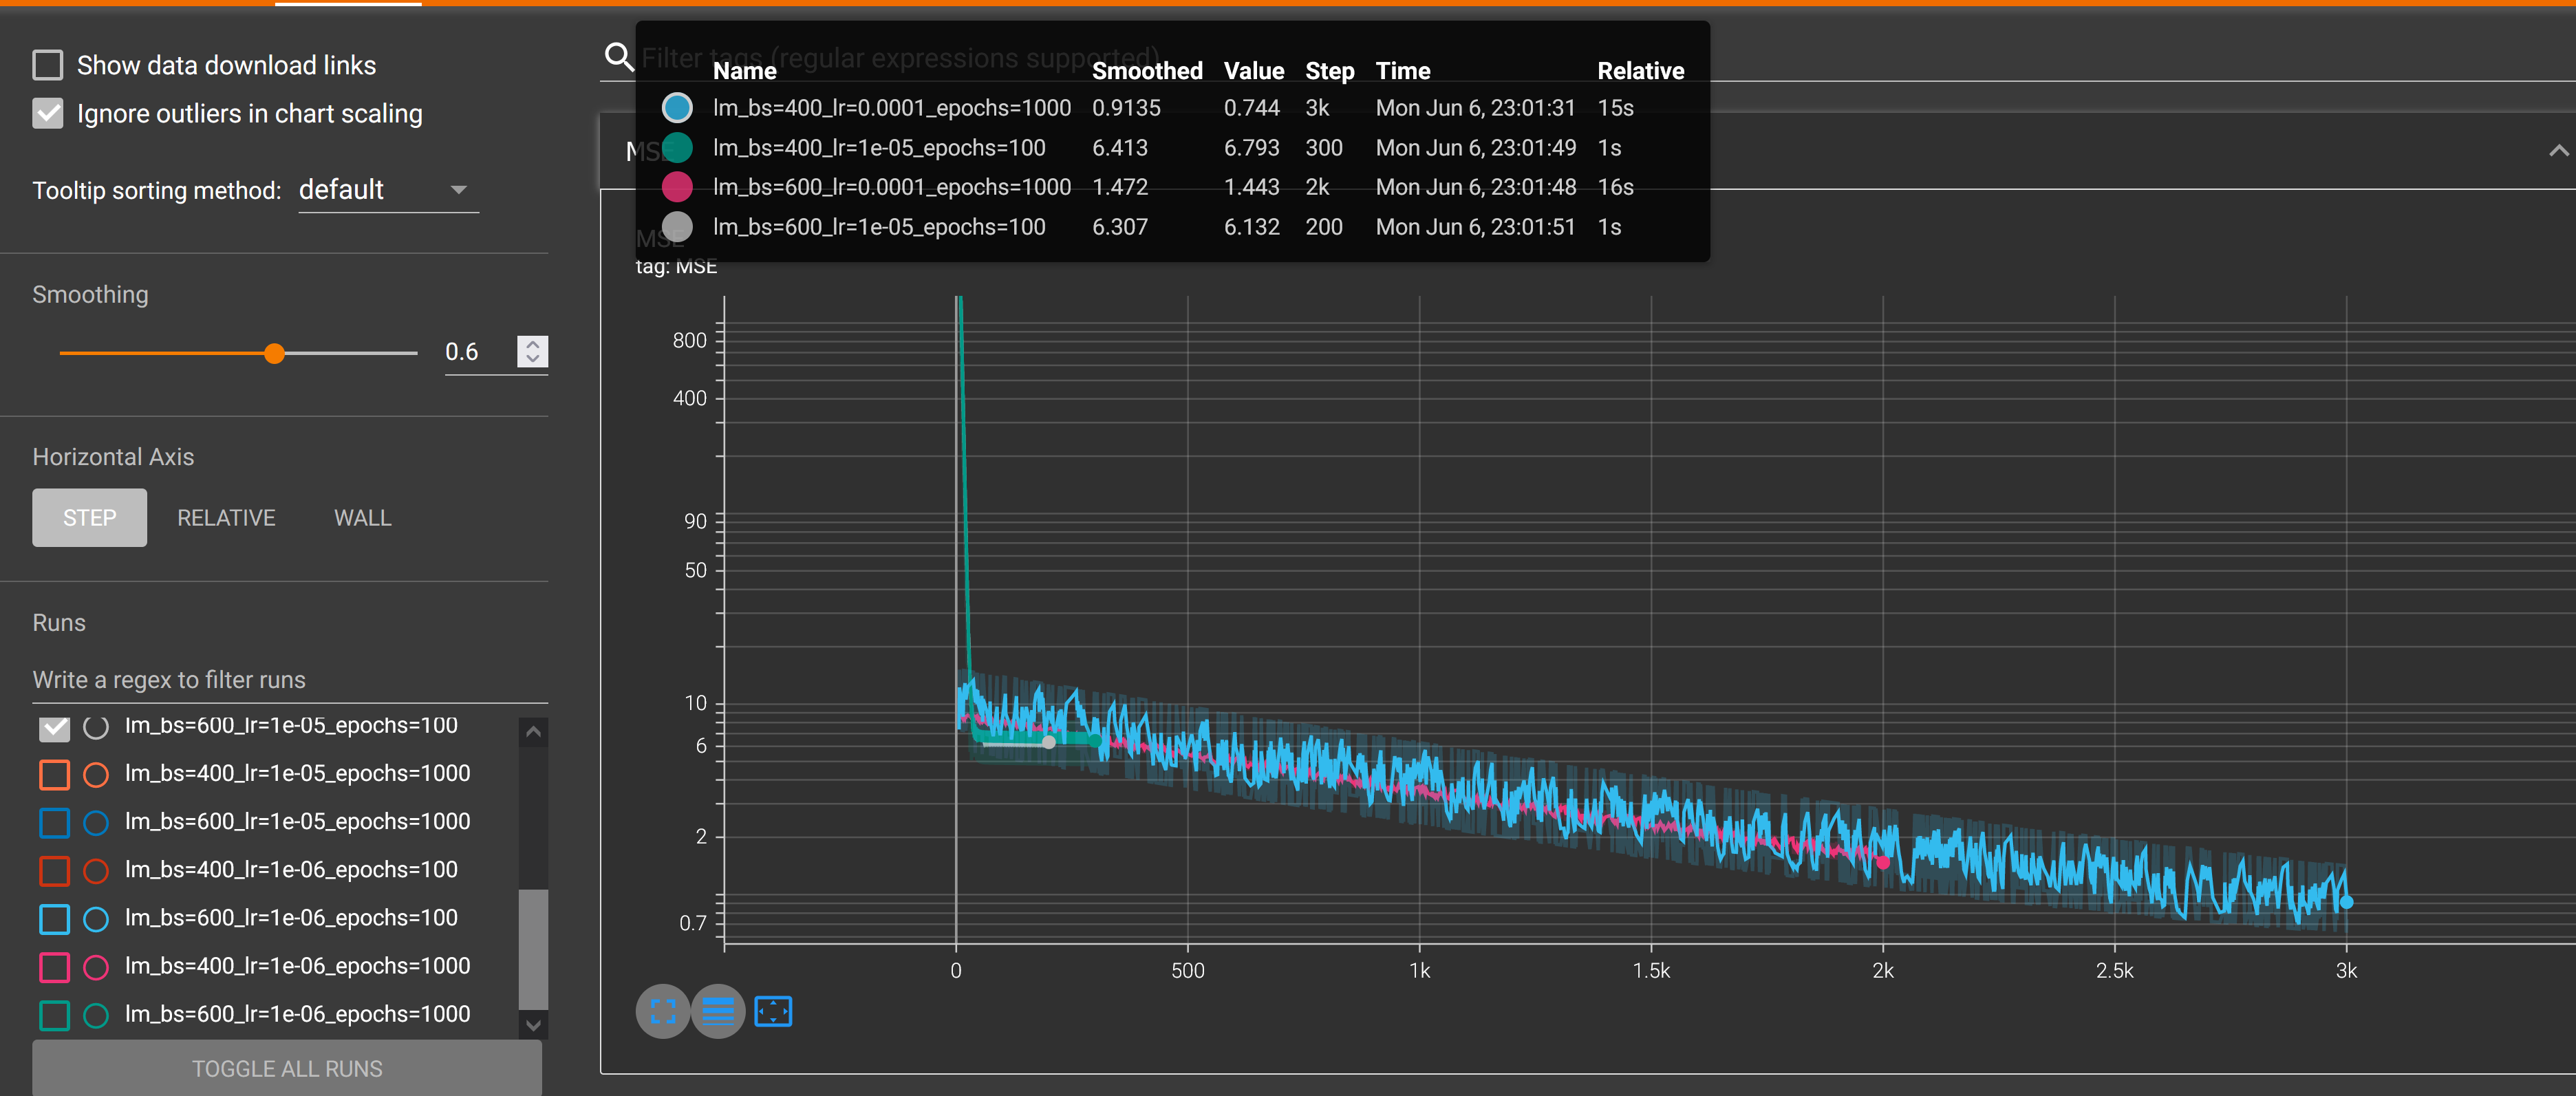 Show data download links
Ignore outliers in chart scaling
Tooltip sorting method: default
Smoothing
0.6
Horizontal Axis
STEP RELATIVE WALL
Runs
Write a regex to filter runs
lm_bs=600_lr=1e-05_epochs=100
lm_bs=400_lr=1e-05_epochs=1000
lm_bs=600_lr=1e-05_epochs=1000
lm_bs=400_lr=1e-06_epochs=100
lm_bs=600_lr=1e-06_epochs=100
lm_bs=400_lr=1e-06_epochs=1000
lm_bs=600_lr=1e-06_epochs=1000
TOGGLE ALL RUNS
Filter tags (regular expressions supported)
Name Smoothed Value Step Time Relative
lm_bs=400_lr=0.0001_epochs=1000 0.9135 0.744 3k Mon Jun 6, 23:01:31 15s
lm_bs=400_lr=1e-05_epochs=100 6.413 6.793 300 Mon Jun 6, 23:01:49 1s
lm_bs=600_lr=0.0001_epochs=1000 1.472 1.443 2k Mon Jun 6, 23:01:48 16s
lm_bs=600_lr=1e-05_epochs=100 6.307 6.132 200 Mon Jun 6, 23:01:51 1s
MSE
MSE
tag: MSE
800
400
90
50
10
6
2
0.7
0 500 1k 1.5k 2k 2.5k 3k